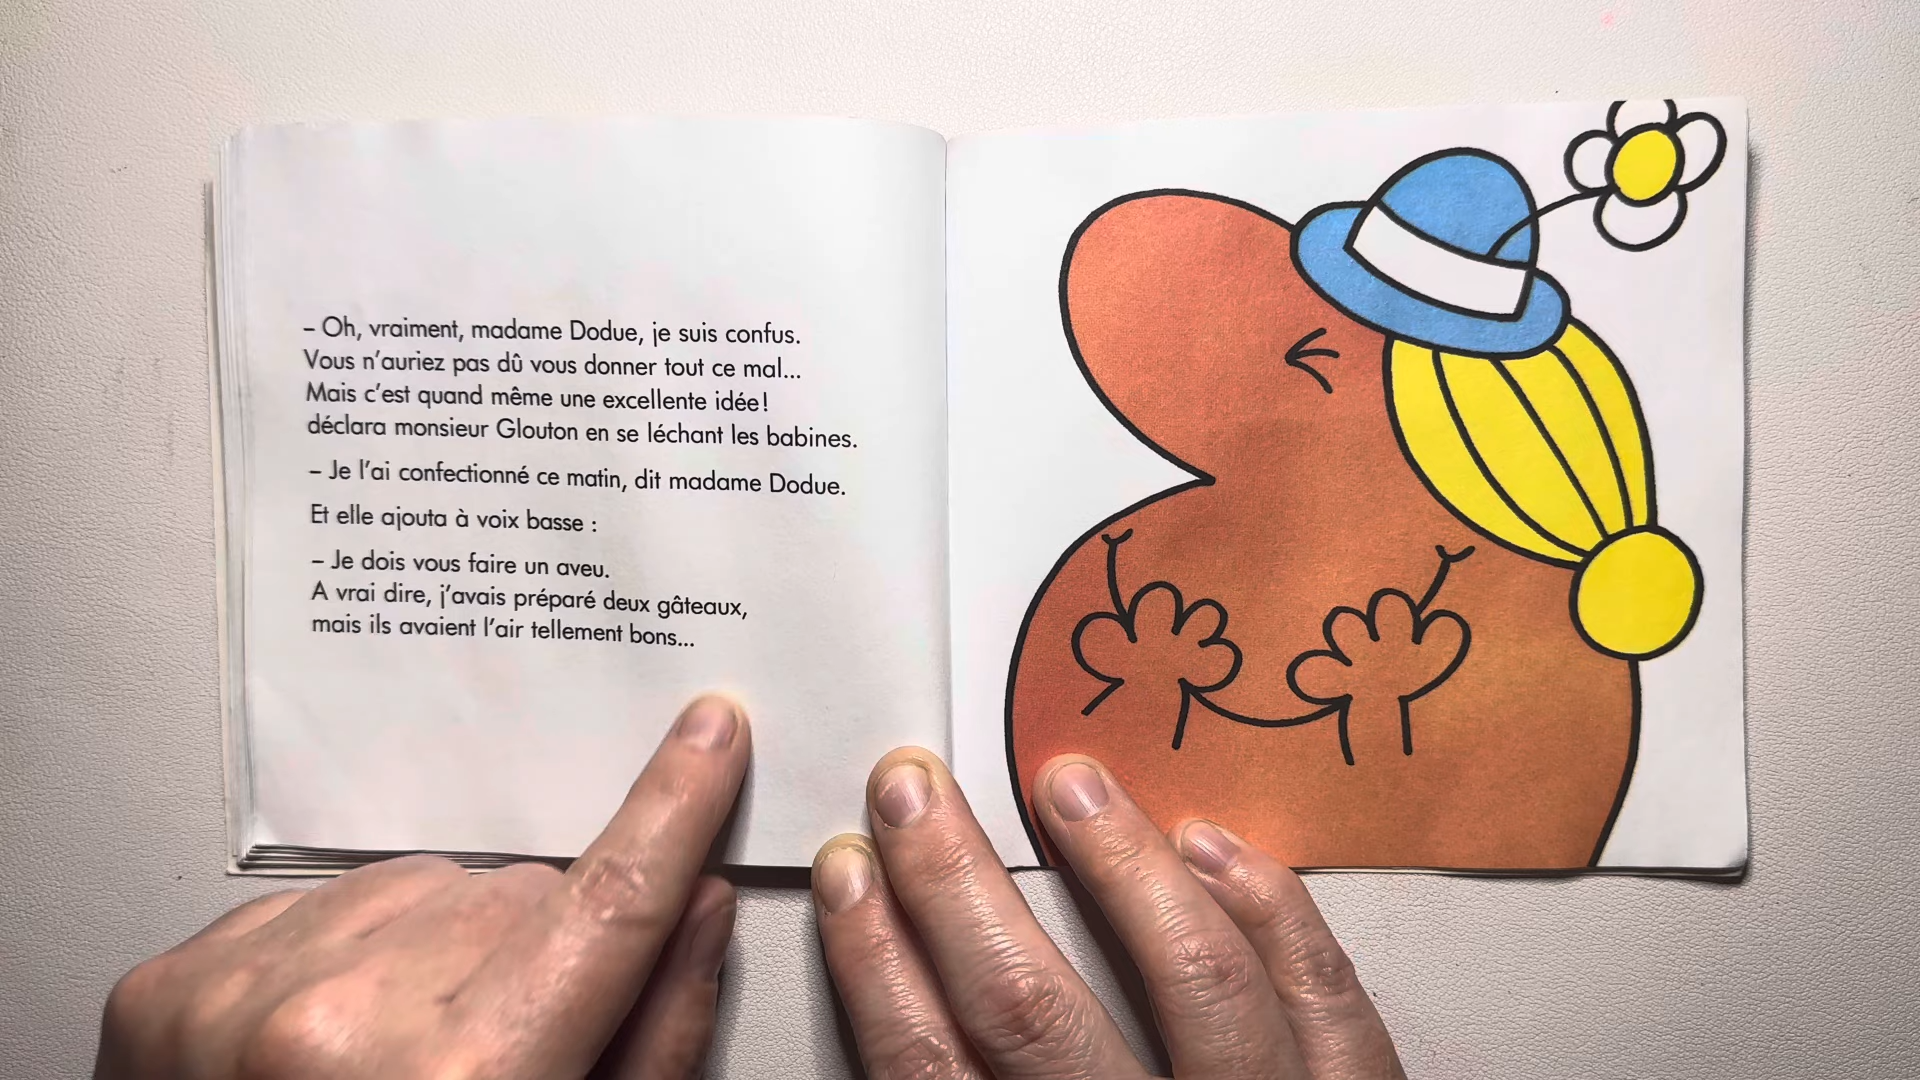 – Oh, vraiment, madame Dodue, je suis confus.
Vous n'auriez pas dû vous donner tout ce mal...
Mais c'est quand même une excellente idée!
déclara monsieur Glouton en se léchant les babines.
– Je l'ai confectionné ce matin, dit madame Dodue.
Et elle ajouta à voix basse :
– Je dois vous faire un aveu.
A vrai dire, j'avais préparé deux gâteaux,
mais ils avaient l'air tellement bons...